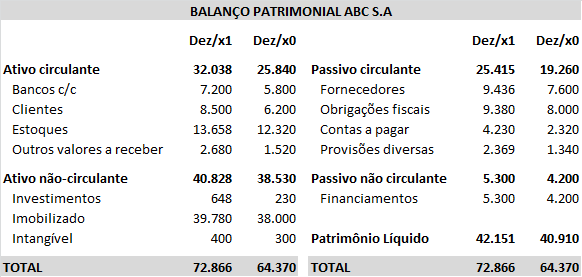 BALANÇO PATRIMONIAL ABC S.A
Dez/x1 Dez/x0 Dez/x1 Dez/x0
Ativo circulante 32.038 25.840 Passivo circulante 25.415 19.260
Bancos c/c 7.200 5.800 Fornecedores 9.436 7.600
Clientes 8.500 6.200 Obrigações fiscais 9.380 8.000
Estoques 13.658 12.320 Contas a pagar 4.230 2.320
Outros valores a receber 2.680 1.520 Provisões diversas 2.369 1.340
Ativo não-circulante 40.828 38.530 Passivo não circulante 5.300 4.200
Investimentos 648 230 Financiamentos 5.300 4.200
Imobilizado 39.780 38.000
Intangível 400 300 Patrimônio Líquido 42.151 40.910
TOTAL 72.866 64.370 TOTAL 72.866 64.370